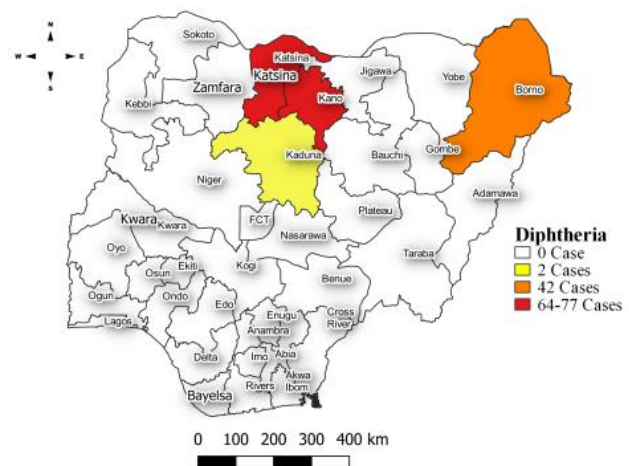 N
W E
S
Sokoto
Katsina
Katsina
Jigawa
Yobe
Borno
Zamfara
Kebbi
Kano
Kaduna
Bauchi
Gombe
Niger
Adamawa
Plateau
FCT
Kwara
Kwara
Nasarawa
Taraba
Oyo
Osun
Ekiti
Kogi
Benue
Ogun
Ondo
Edo
Lagos
Enugu
Anambra
Cross
River
Delta
Imo
Abia
Bayelsa
Rivers
Akwa
Ibom
Diphtheria
0 Case
2 Cases
42 Cases
64-77 Cases
0 100 200 300 400 km